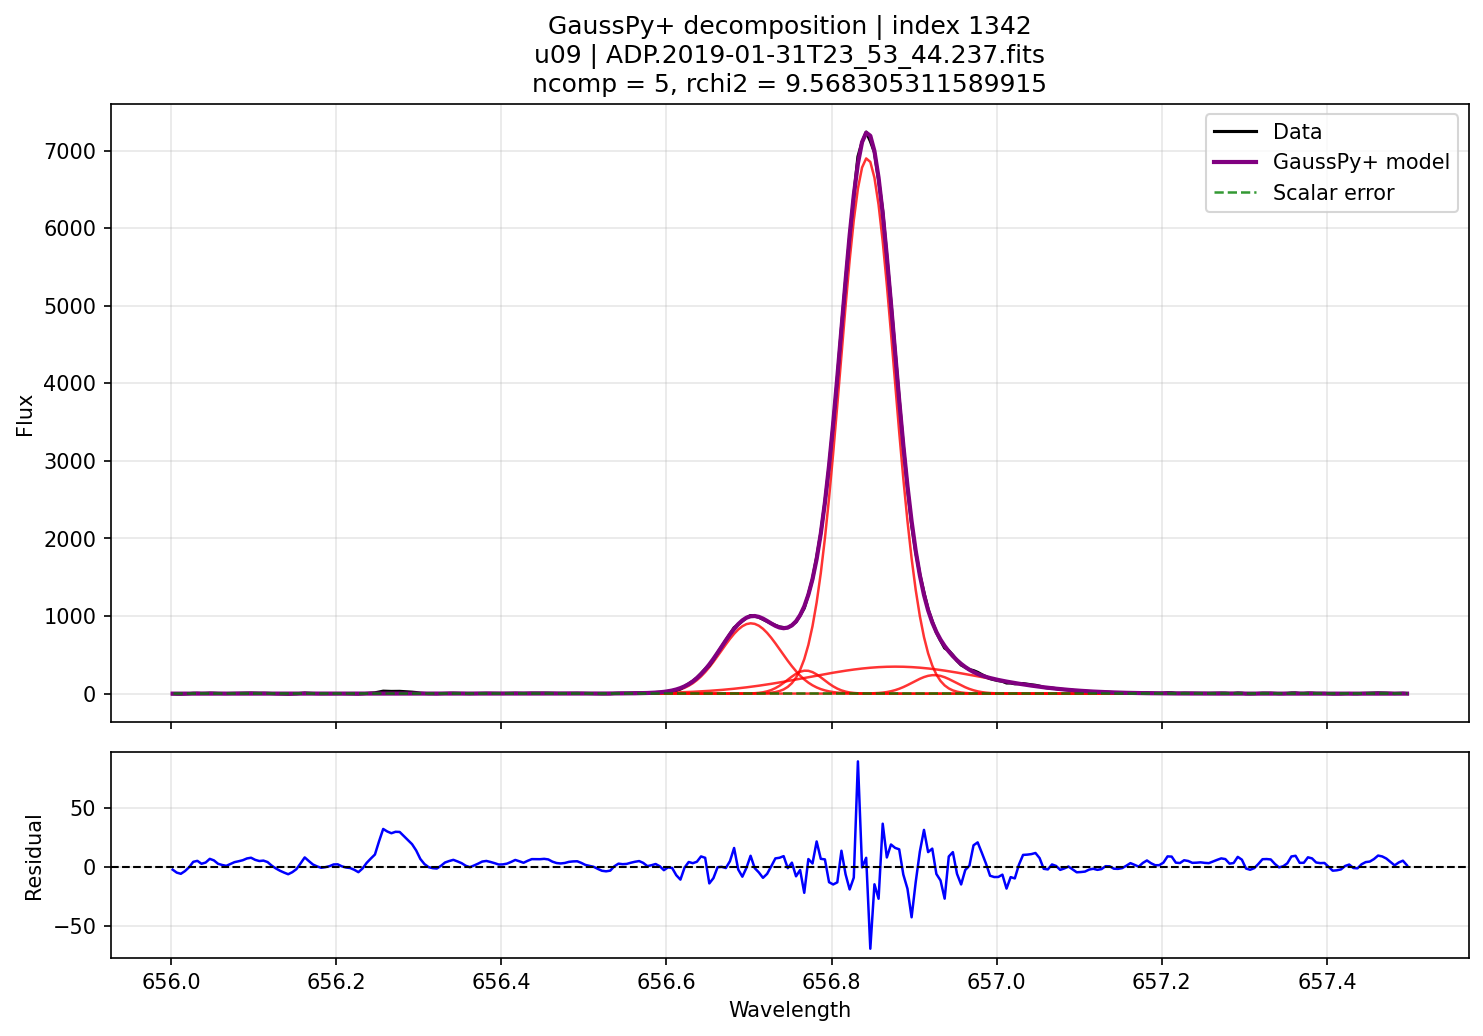 GaussPy+ decomposition | index 1342
u09 | ADP.2019-01-31T23_53_44.237.fits
ncomp = 5, rchi2 = 9.568305311589915
Data
GaussPy+ model
Scalar error
7000
6000
5000
4000
3000
2000
1000
0
Flux
50
0
−50
Residual
656.0 656.2 656.4 656.6 656.8 657.0 657.2 657.4
Wavelength